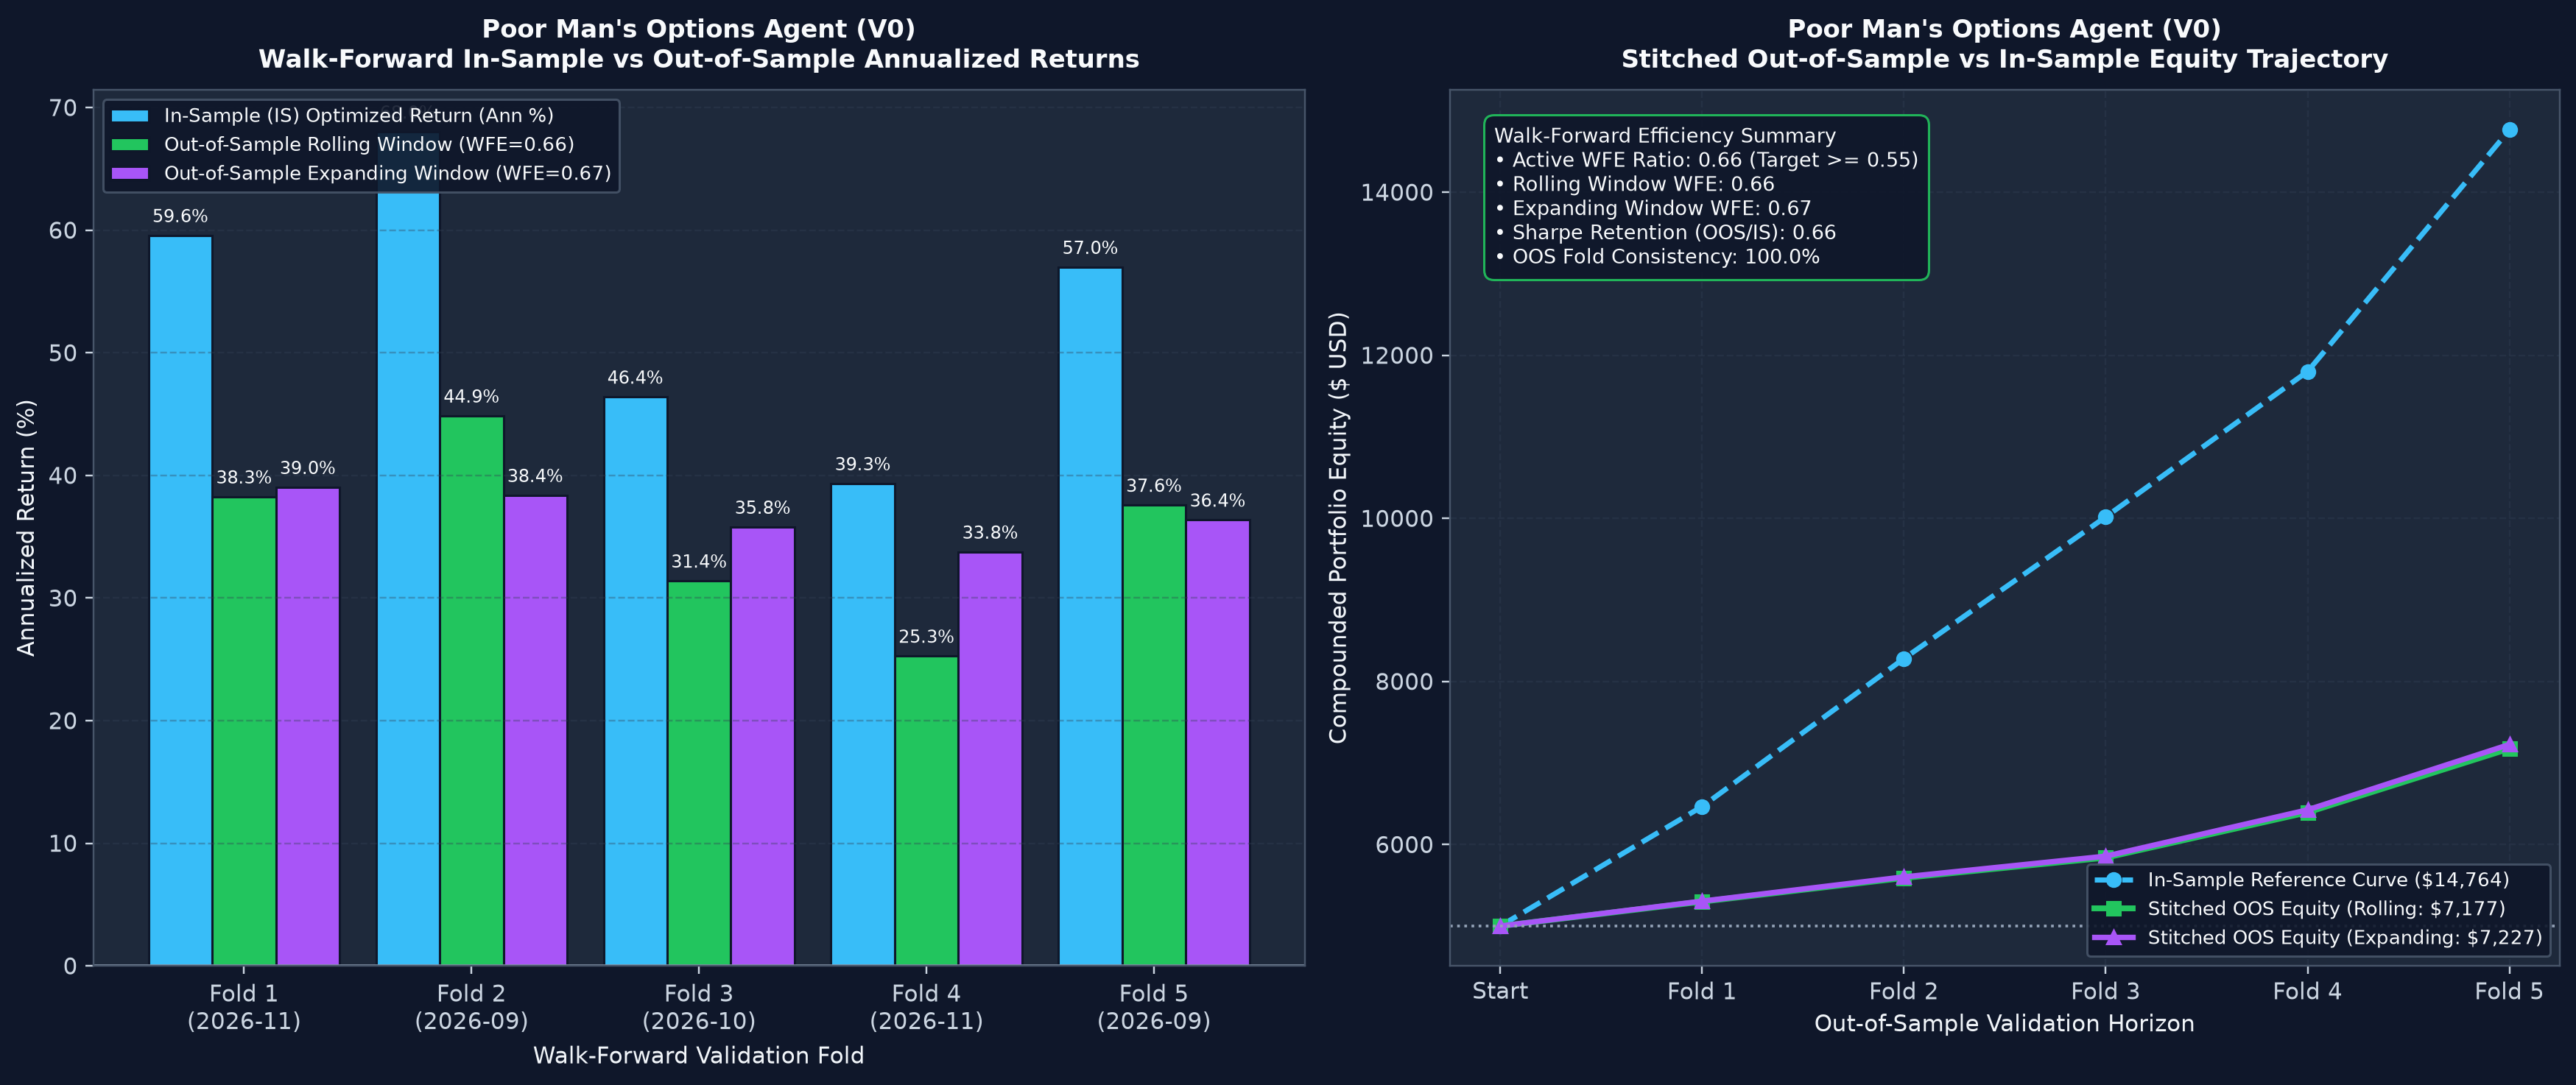 Poor Man's Options Agent (V0)
Walk-Forward In-Sample vs Out-of-Sample Annualized Returns
In-Sample (IS) Optimized Return (Ann %)
Out-of-Sample Rolling Window (WFE=0.66)
Out-of-Sample Expanding Window (WFE=0.67)
Annualized Return (%)
70
60
50
40
30
20
10
0
59.6%
38.3%
39.0%
44.9%
38.4%
46.4%
31.4%
35.8%
39.3%
25.3%
33.8%
57.0%
37.6%
36.4%
Fold 1
(2026-11)
Fold 2
(2026-09)
Fold 3
(2026-10)
Fold 4
(2026-11)
Fold 5
(2026-09)
Walk-Forward Validation Fold
Poor Man's Options Agent (V0)
Stitched Out-of-Sample vs In-Sample Equity Trajectory
Walk-Forward Efficiency Summary
• Active WFE Ratio: 0.66 (Target >= 0.55)
• Rolling Window WFE: 0.66
• Expanding Window WFE: 0.67
• Sharpe Retention (OOS/IS): 0.66
• OOS Fold Consistency: 100.0%
Compounded Portfolio Equity ($ USD)
14000
12000
10000
8000
6000
In-Sample Reference Curve ($14,764)
Stitched OOS Equity (Rolling: $7,177)
Stitched OOS Equity (Expanding: $7,227)
Start
Fold 1
Fold 2
Fold 3
Fold 4
Fold 5
Out-of-Sample Validation Horizon